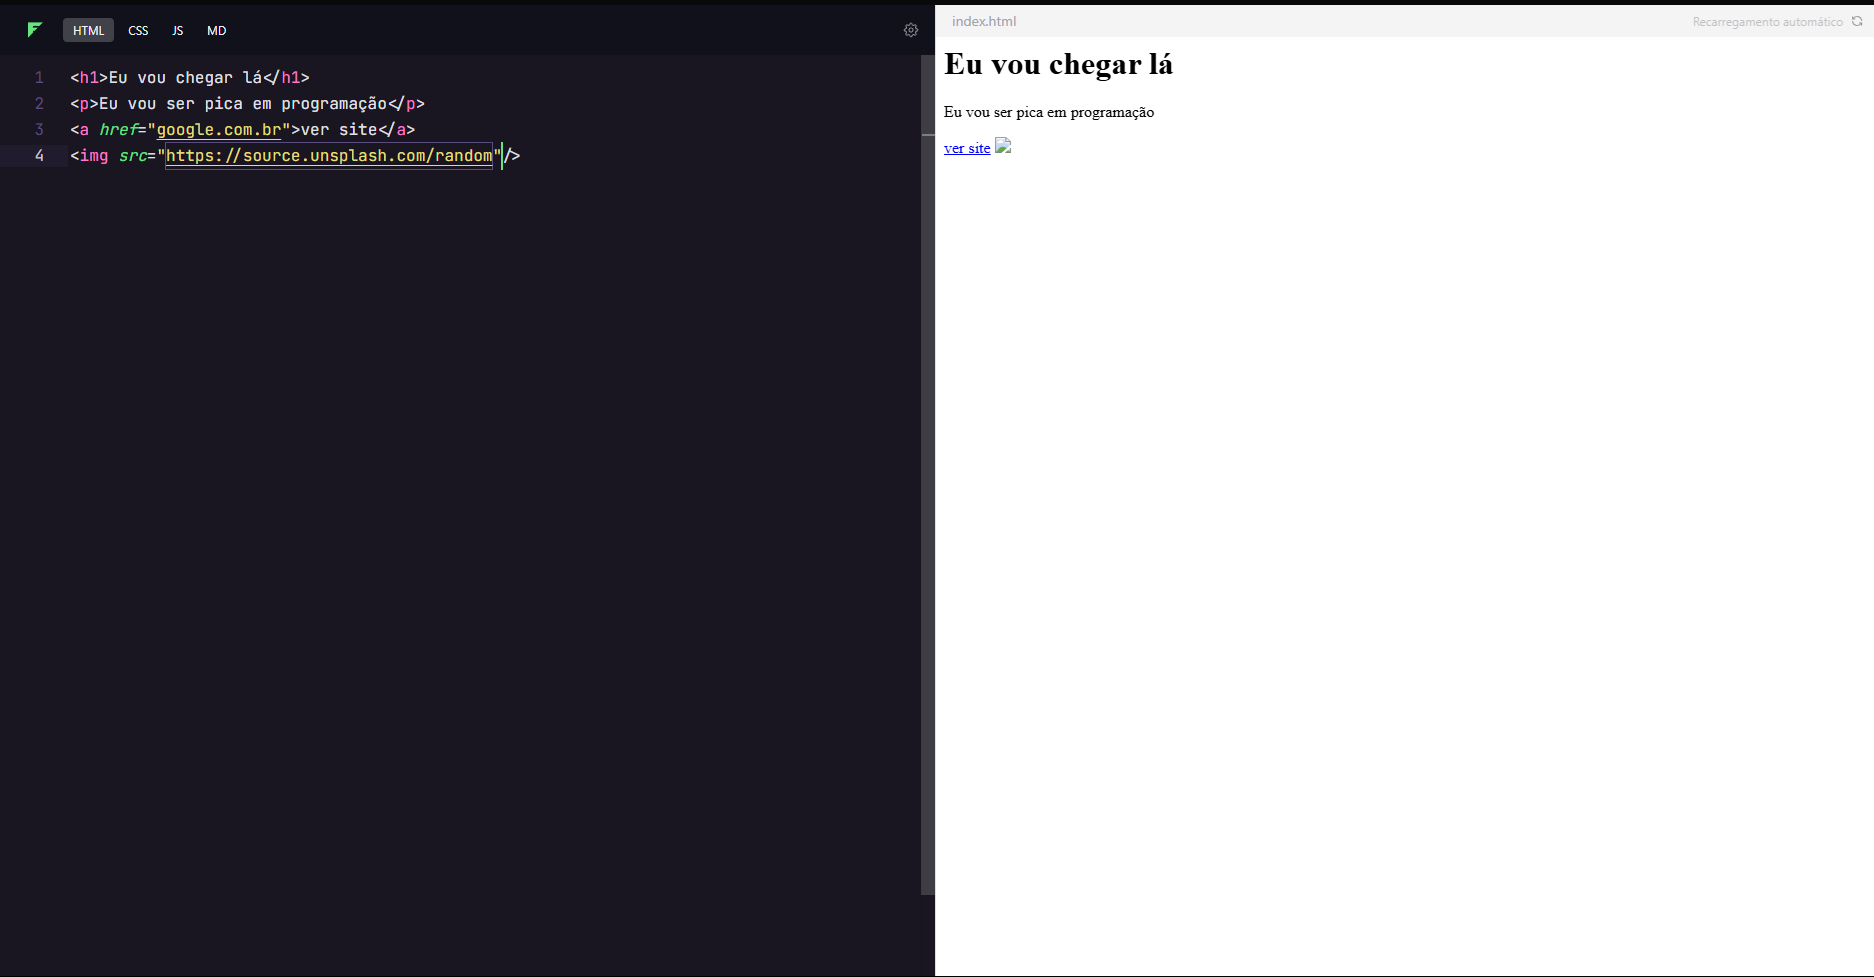 HTML CSS JS MD
1 <h1>Eu vou chegar lá</h1>
2 <p>Eu vou ser pica em programação</p>
3 <a href="google.com.br">ver site</a>
4 <img src="https://source.unsplash.com/random"/>
index.html Recarregamento automático
Eu vou chegar lá
Eu vou ser pica em programação
ver site